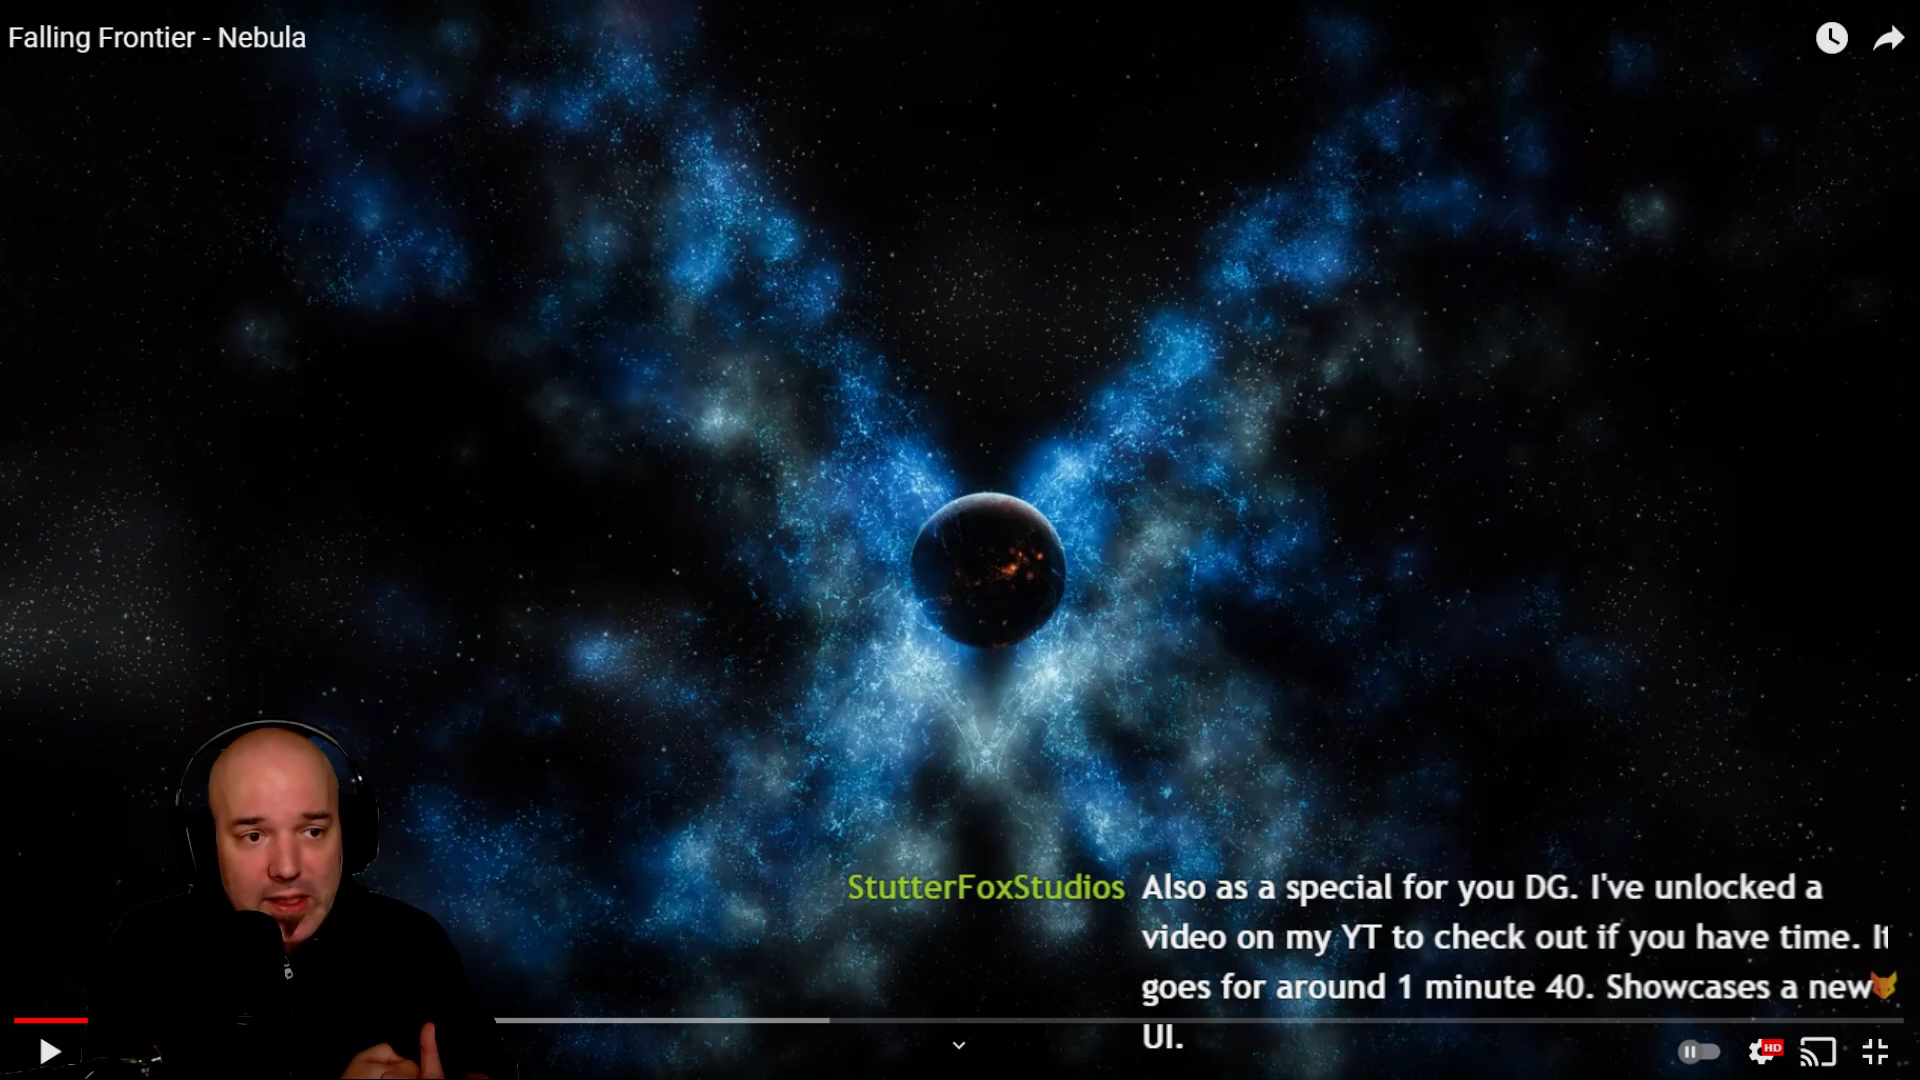 Falling Frontier - Nebula
StutterFoxStudios Also as a special for you DG. I've unlocked a
video on my YT to check out if you have time. It
goes for around 1 minute 40. Showcases a new
UI.
HD